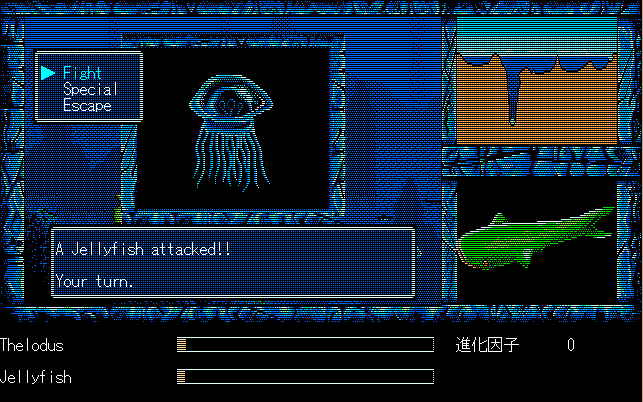 Fight
Special
Escape
A Jellyfish attacked!!
Your turn.
Thelodus
進化因子 0
Jellyfish